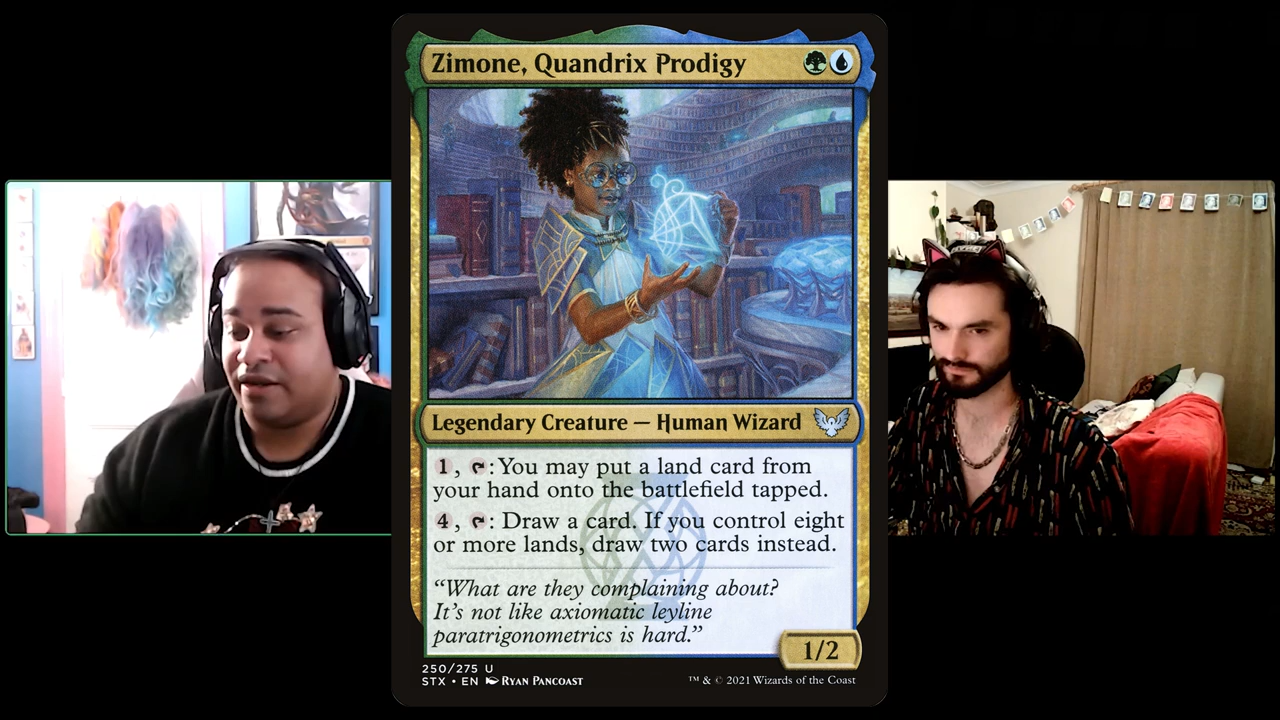 Zimone, Quandrix Prodigy
Legendary Creature — Human Wizard
1, : You may put a land card from
your hand onto the battlefield tapped.
4, : Draw a card. If you control eight
or more lands, draw two cards instead.
“What are they complaining about?
It’s not like axiomatic leyline
paratrigonometrics is hard.”
1/2
250/275 U
STX • EN RYAN PANCOAST
™ & © 2021 Wizards of the Coast